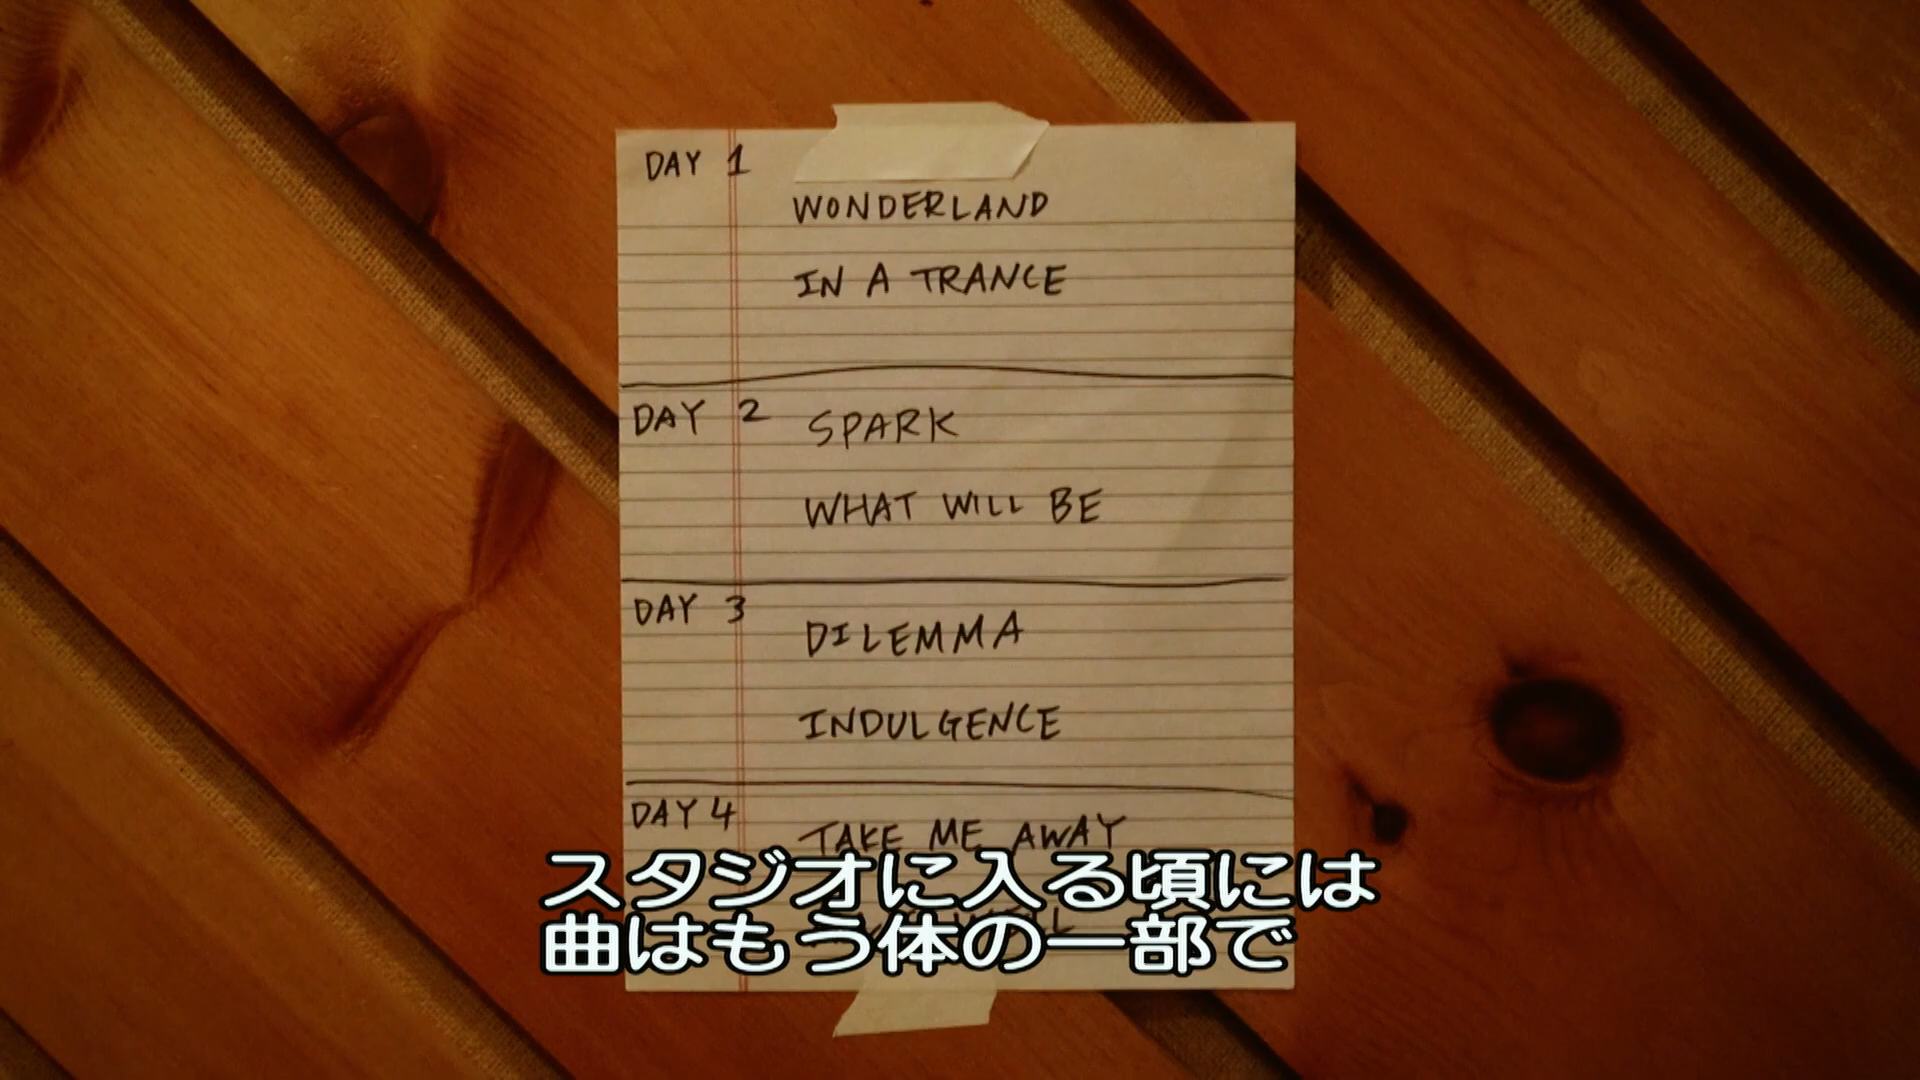 DAY 1
WONDERLAND
IN A TRANCE
DAY 2 SPARK
WHAT WILL BE
DAY 3
DILEMMA
INDULGENCE
DAY 4
TAKE ME AWAY
スタジオに入る頃には
曲はもう体の一部で